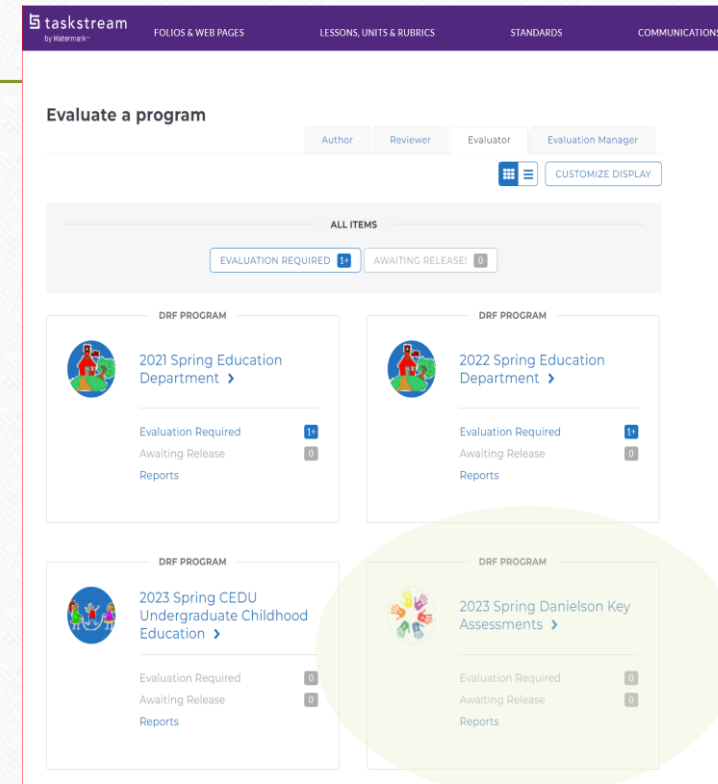 taskstream
by Watermark™
FOLIOS & WEB PAGES LESSONS, UNITS & RUBRICS STANDARDS COMMUNICATIONS
Evaluate a program
Author Reviewer Evaluator Evaluation Manager
CUSTOMIZE DISPLAY
ALL ITEMS
EVALUATION REQUIRED 1+ AWAITING RELEASE! 0
DRF PROGRAM
2021 Spring Education
Department >
Evaluation Required 1+
Awaiting Release 0
Reports
DRF PROGRAM
2022 Spring Education
Department >
Evaluation Required 1+
Awaiting Release 0
Reports
DRF PROGRAM
2023 Spring CEDU
Undergraduate Childhood
Education >
Evaluation Required 0
Awaiting Release 0
Reports
DRF PROGRAM
2023 Spring Danielson Key
Assessments >
Evaluation Required 0
Awaiting Release 0
Reports